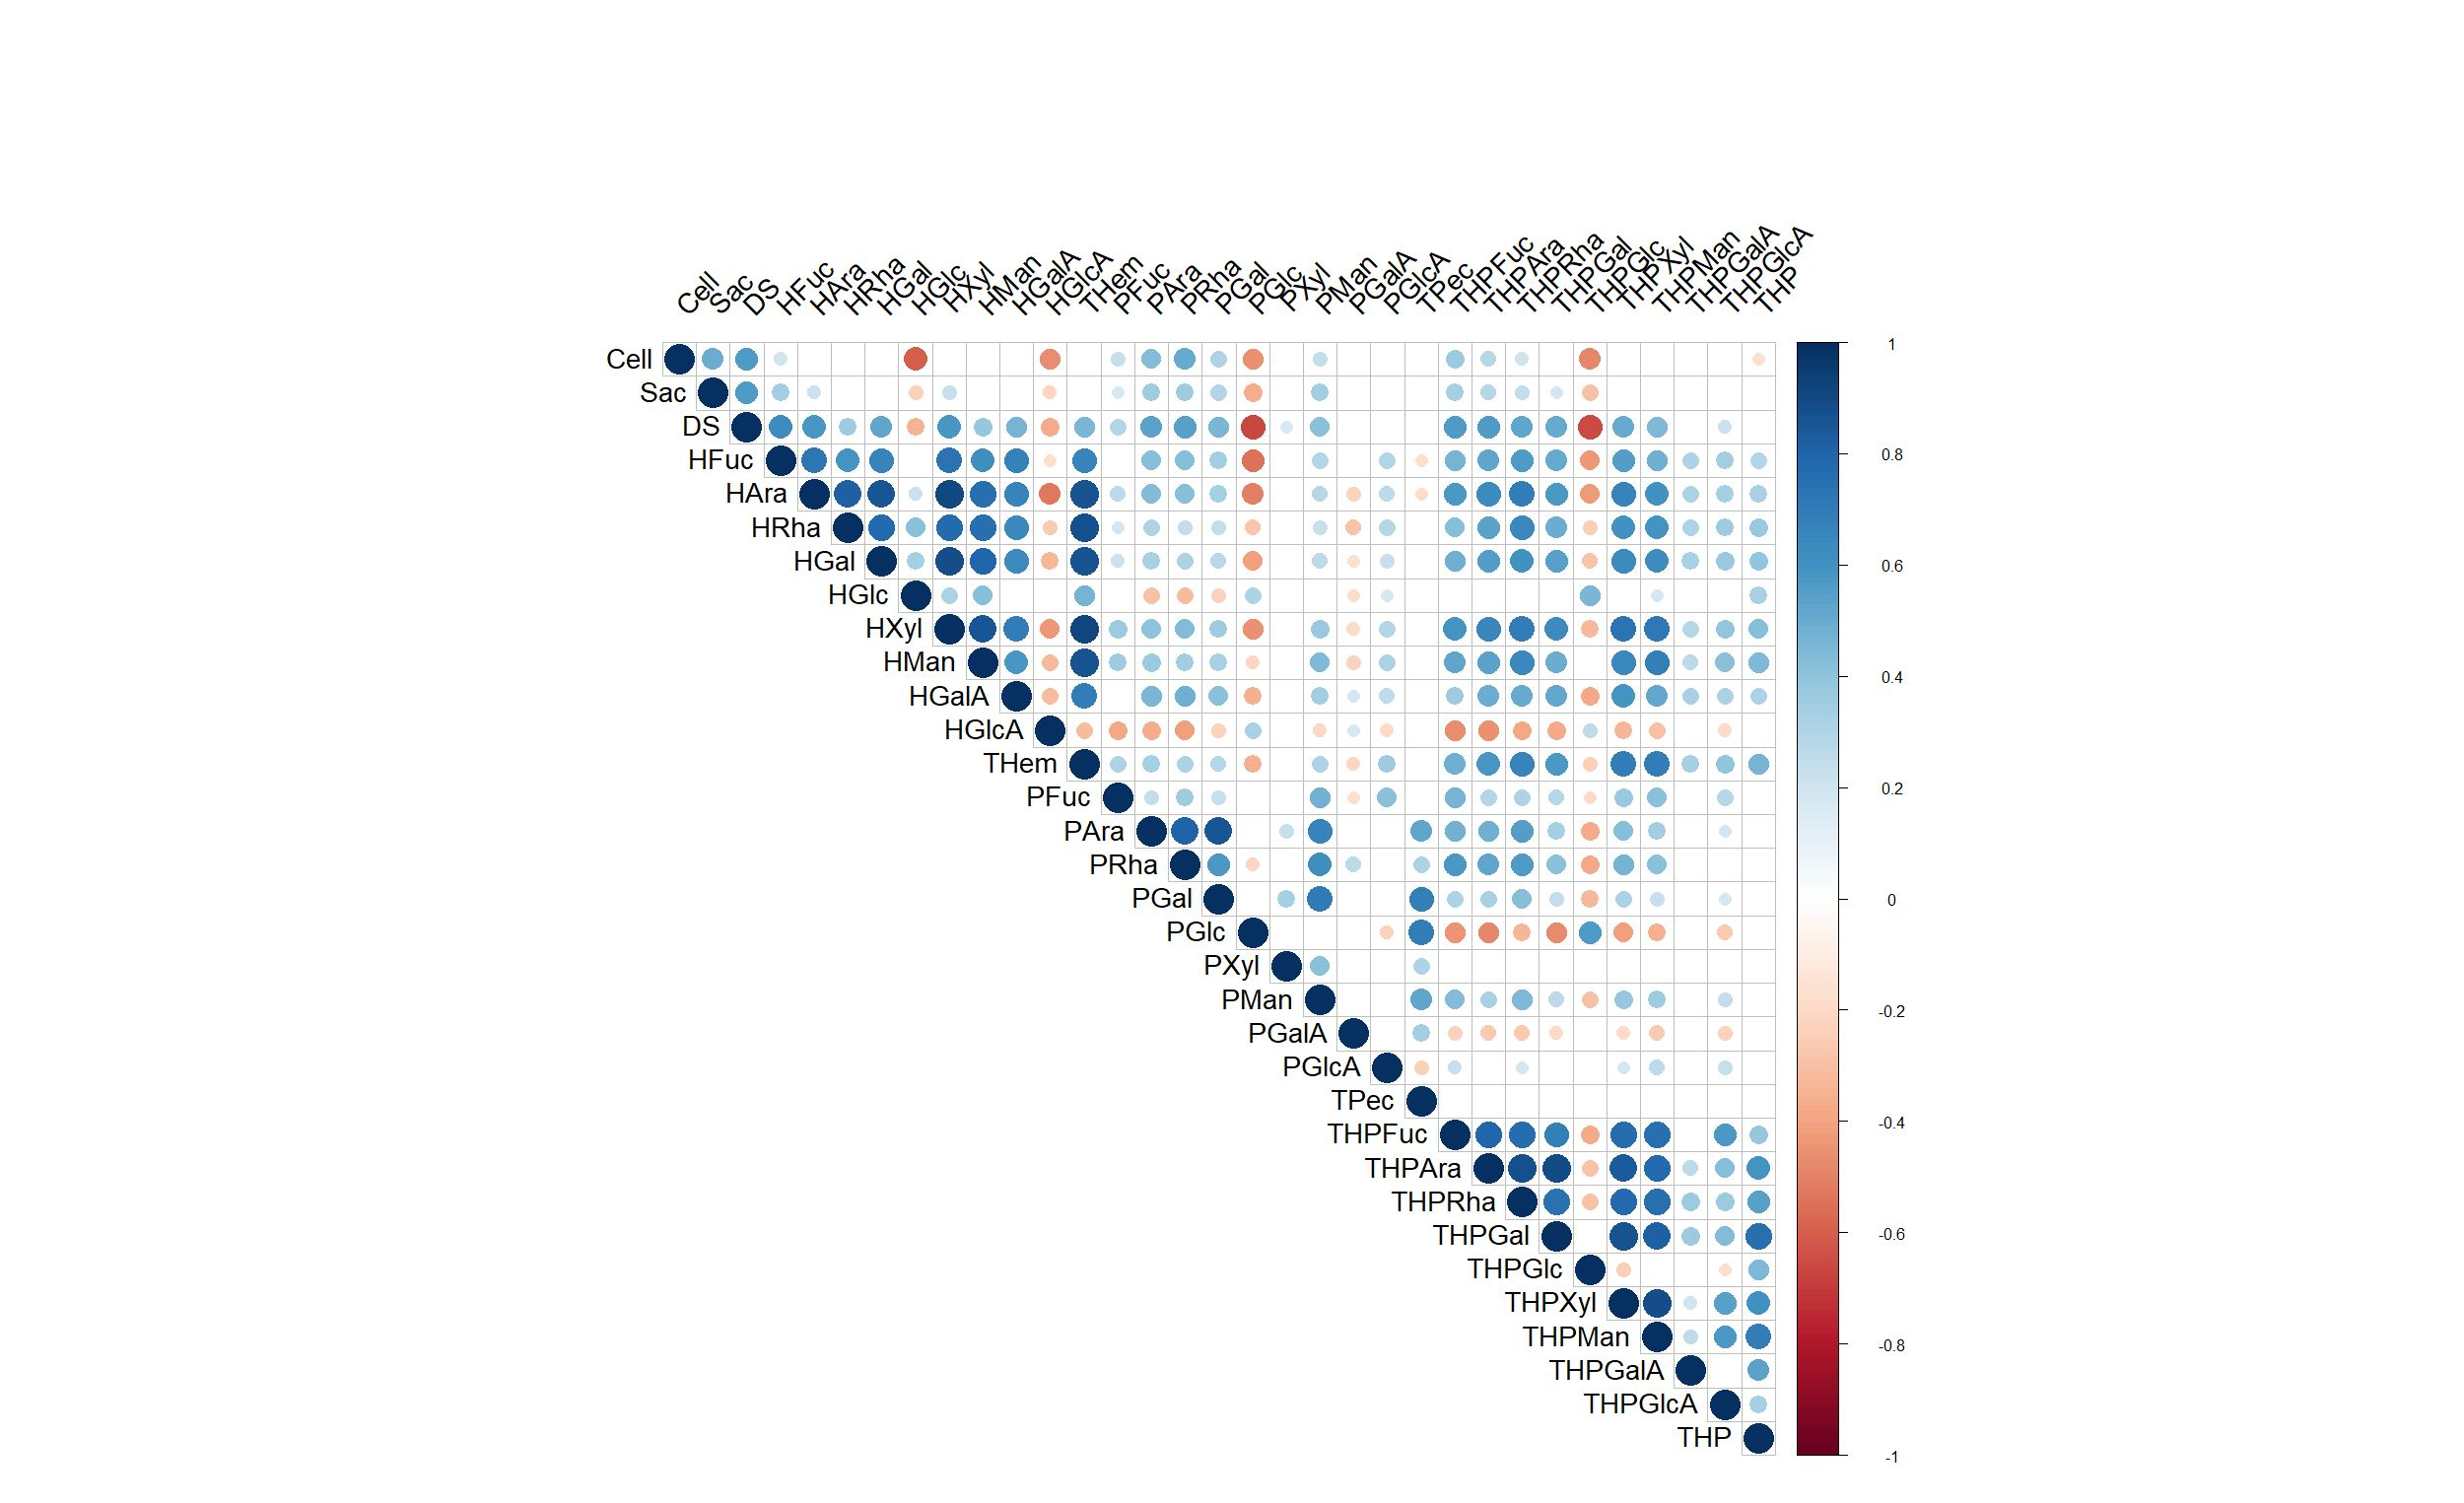 Cell Sac DS HFuc HAra HRha HGal HGlc HXyl HMan HGalA HGlcA THem PFuc PAra PRha PGal PGlc PXyl PMan PGalA PGlcA TPec THPFuc THPAra THPRha THPGal THPGlc THPXyl THPMan THPGalA THPGlcA THP
Cell
Sac
DS
HFuc
HAra
HRha
HGal
HGlc
HXyl
HMan
HGalA
HGlcA
THem
PFuc
PAra
PRha
PGal
PGlc
PXyl
PMan
PGalA
PGlcA
TPec
THPFuc
THPAra
THPRha
THPGal
THPGlc
THPXyl
THPMan
THPGalA
THPGlcA
THP
1
0.8
0.6
0.4
0.2
0
-0.2
-0.4
-0.6
-0.8
-1